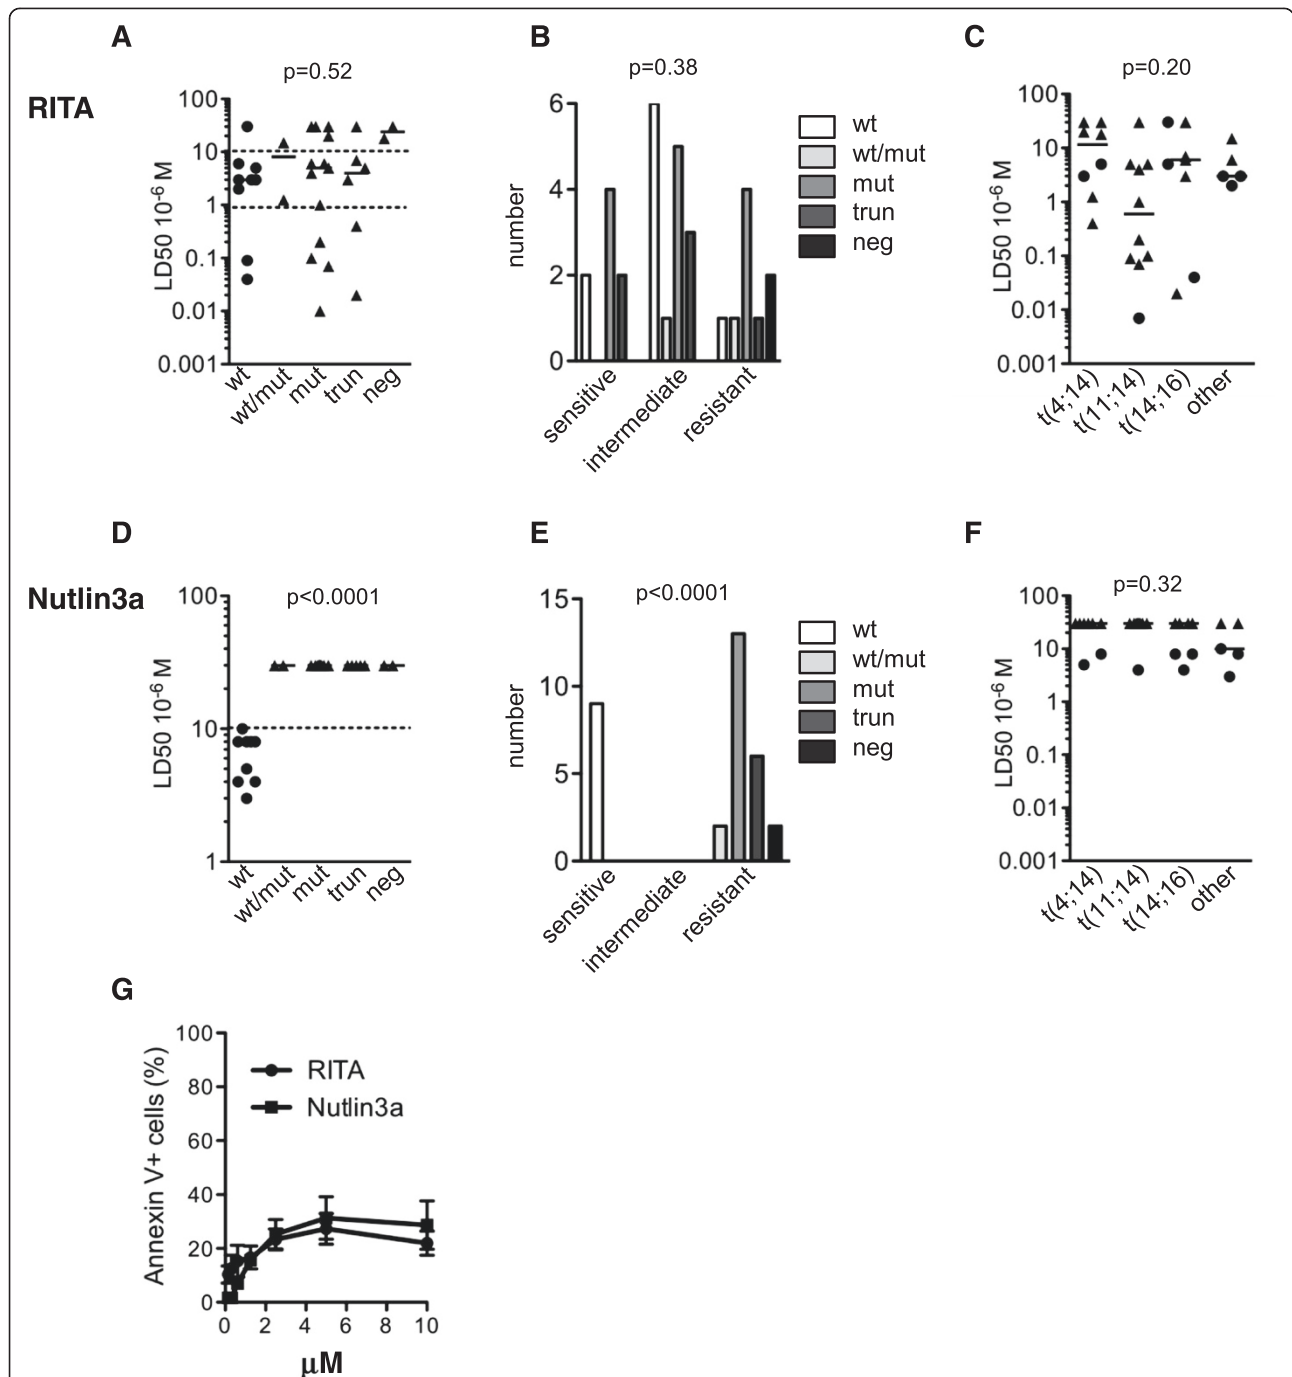 A
B
C
RITA
p=0.52
p=0.38
p=0.20
LD50 10-6 M
100
10
1
0.1
0.01
0.001
wt
wt/mut
mut
trun
neg
number
6
4
2
0
sensitive
intermediate
resistant
wt
wt/mut
mut
trun
neg
LD50 10-6 M
100
10
1
0.1
0.01
0.001
t(4;14)
t(11;14)
t(14;16)
other
D
E
F
Nutlin3a
p<0.0001
p<0.0001
p=0.32
LD50 10-6 M
100
10
1
wt
wt/mut
mut
trun
neg
number
15
10
5
0
sensitive
intermediate
resistant
wt
wt/mut
mut
trun
neg
LD50 10-6 M
100
10
1
0.1
0.01
0.001
t(4;14)
t(11;14)
t(14;16)
other
G
Annexin V+ cells (%)
100
80
60
40
20
0
RITA
Nutlin3a
0 2 4 6 8 10
μM